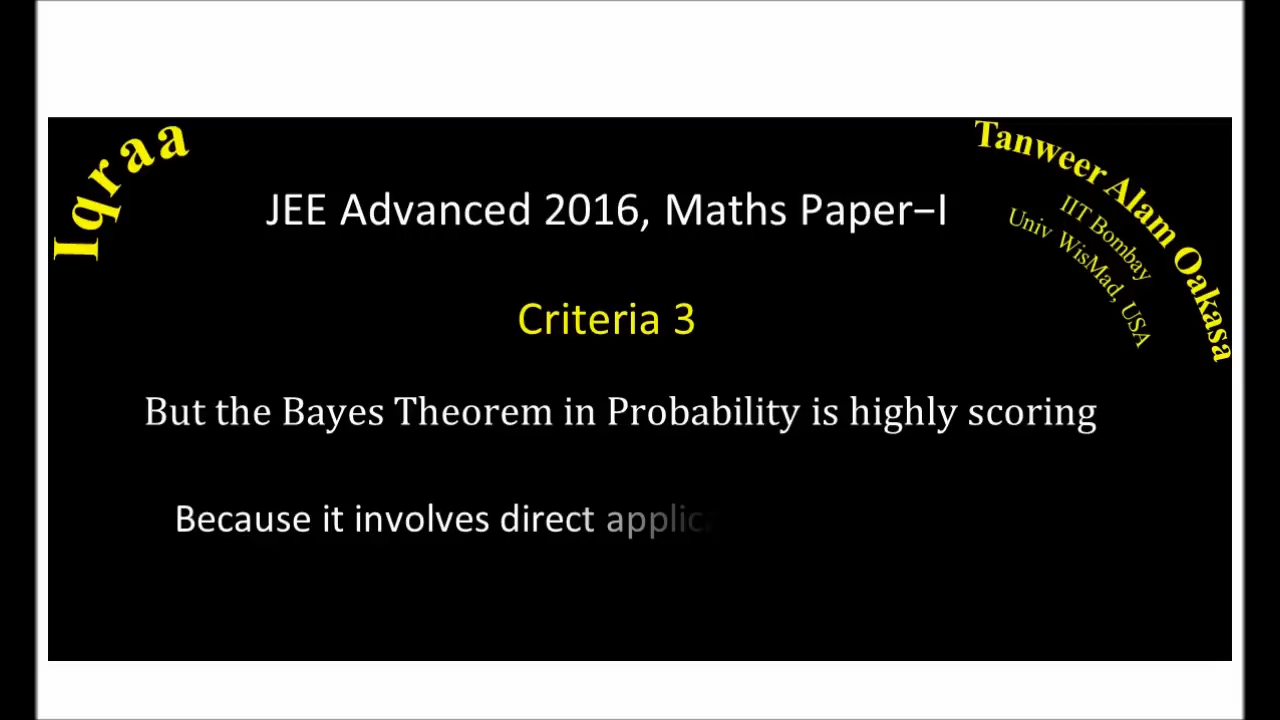 Iqraa
Tanweer Alam Oakasa
IIT Bombay
Univ WisMad, USA
JEE Advanced 2016, Maths Paper–I
Criteria 3
But the Bayes Theorem in Probability is highly scoring
Because it involves direct